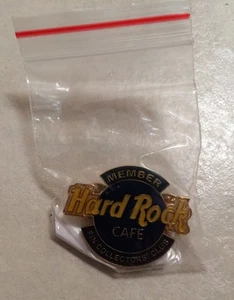 MEMBER
Hard Rock
CAFE
PIN COLLECTORS' CLUB